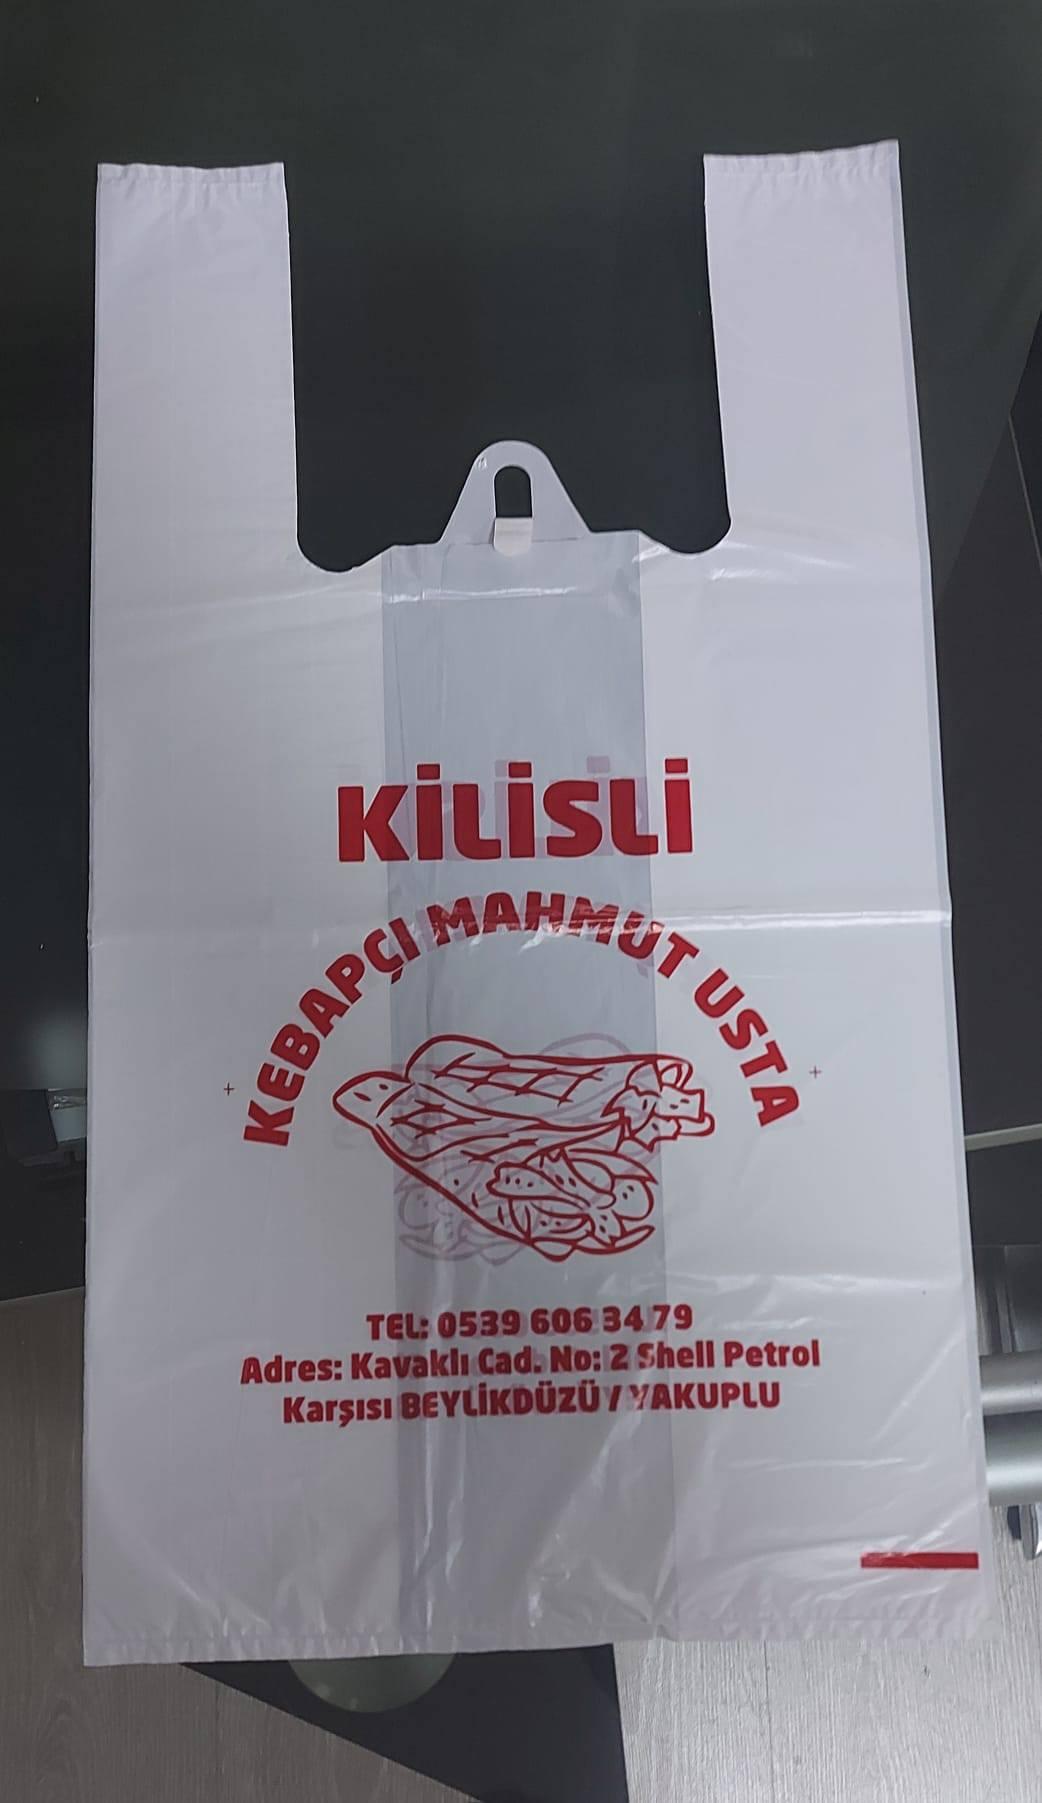 KİLİSLİ
KEBAPÇI MAHMUT USTA
TEL: 0539 606 34 79
Adres: Kavaklı Cad. No: 2 Shell Petrol
Karşısı BEYLİKDÜZÜ / YAKUPLU